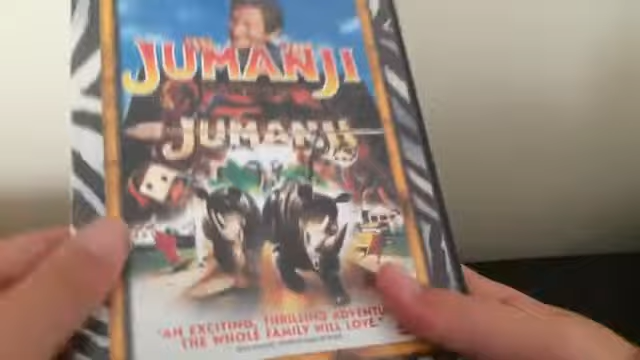 JUMANJI
JUMANJI
"AN EXCITING, THRILLING ADVENTU
THE WHOLE FAMILY WILL LOVE."